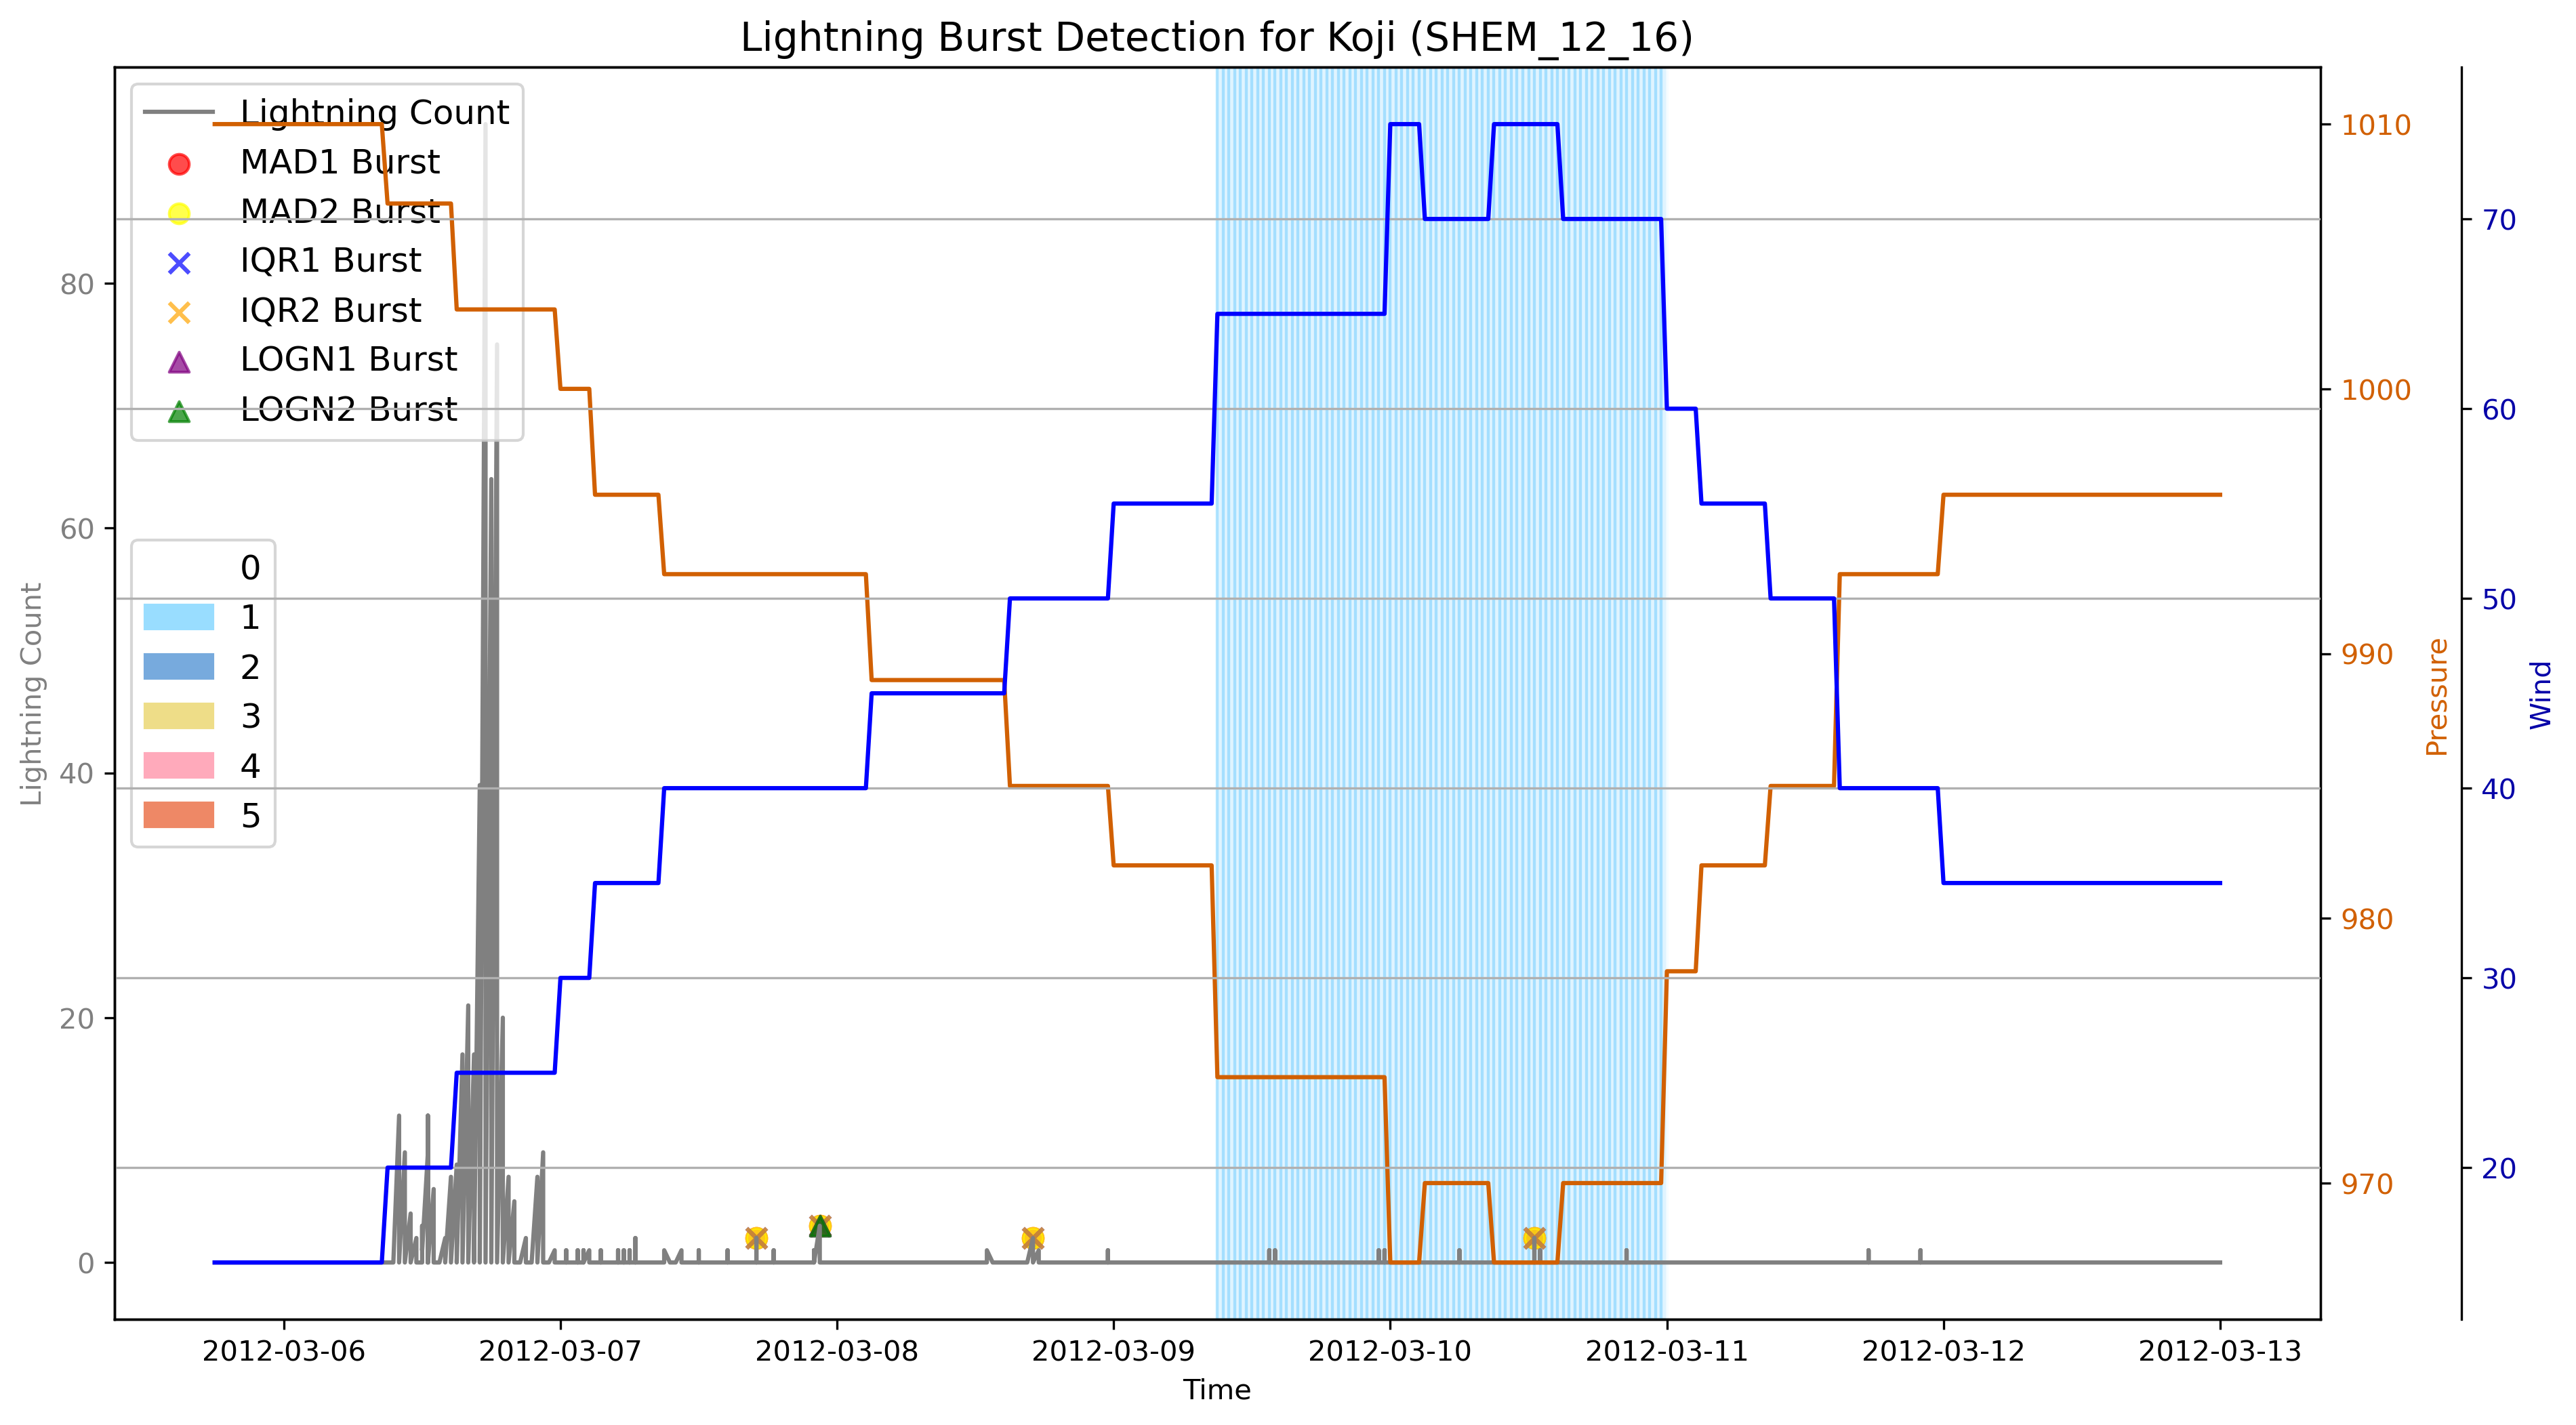 Lightning Burst Detection for Koji (SHEM_12_16)
Lightning Count
MAD1 Burst
MAD2 Burst
IQR1 Burst
IQR2 Burst
LOGN1 Burst
LOGN2 Burst
0
1
2
3
4
5
Lightning Count
80
60
40
20
0
1010
1000
990
980
970
Pressure
70
60
50
40
30
20
Wind
2012-03-06
2012-03-07
2012-03-08
2012-03-09
2012-03-10
2012-03-11
2012-03-12
2012-03-13
Time